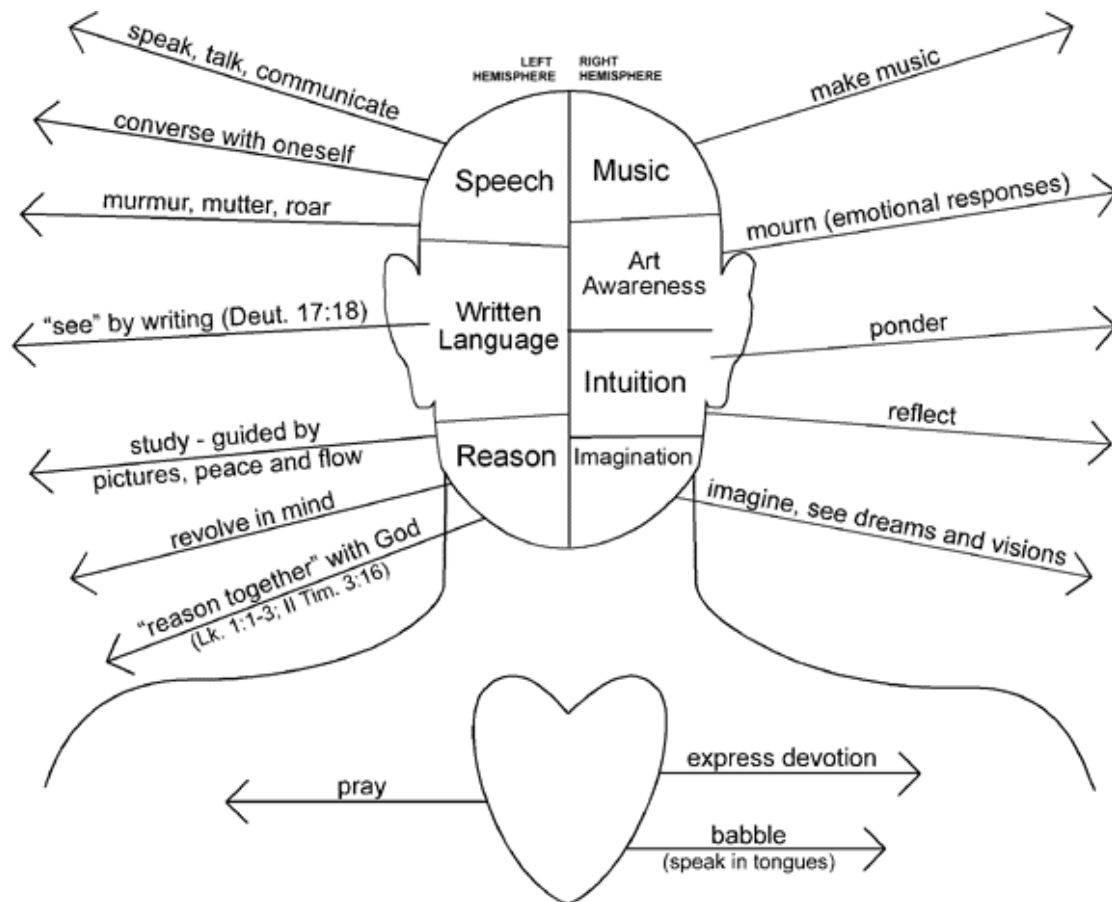 speak, talk, communicate
converse with oneself
murmur, mutter, roar
“see” by writing (Deut. 17:18)
study - guided by
pictures, peace and flow
revolve in mind
“reason together” with God
(Lk. 1:1-3; II Tim. 3:16)
LEFT
HEMISPHERE
RIGHT
HEMISPHERE
Speech
Written
Language
Reason
Music
Art
Awareness
Intuition
Imagination
make music
mourn (emotional responses)
ponder
reflect
imagine, see dreams and visions
pray
express devotion
babble
(speak in tongues)